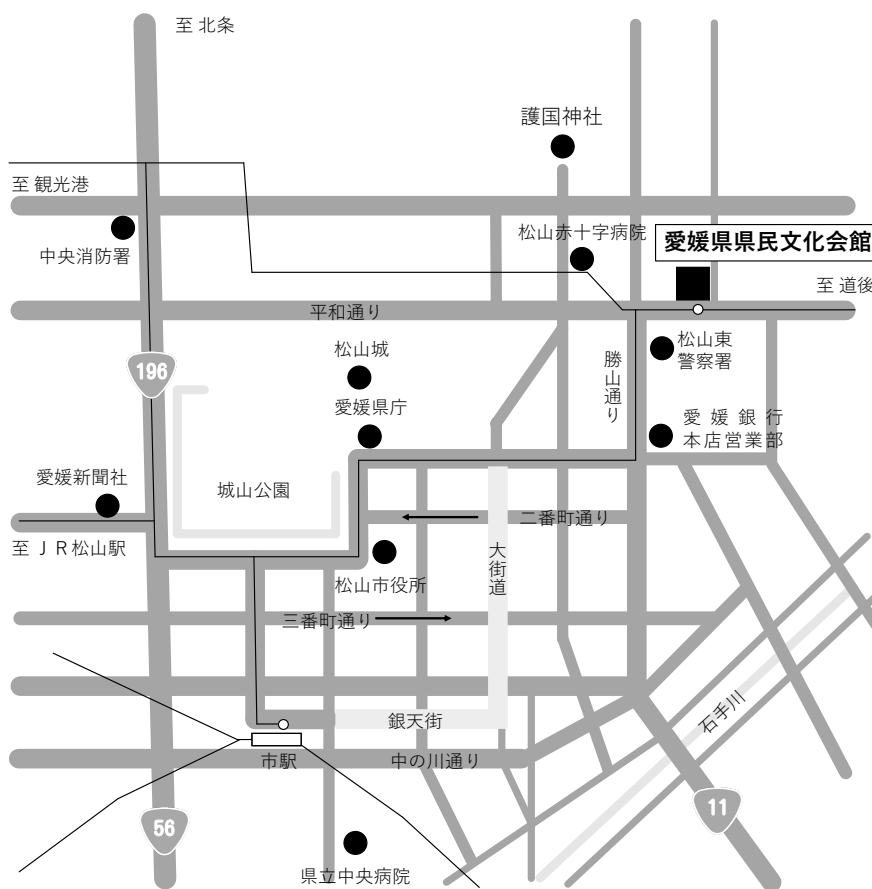 至 北条
護国神社
至 観光港
中央消防署
松山赤十字病院
愛媛県県民文化会館
至 道後
平和通り
松山城
勝山通り
松山東
警察署
196
愛媛県庁
愛媛銀行
本店営業部
愛媛新聞社
城山公園
二番町通り
至 ＪＲ松山駅
大街道
松山市役所
三番町通り
石手川
銀天街
市駅
中の川通り
56
11
県立中央病院